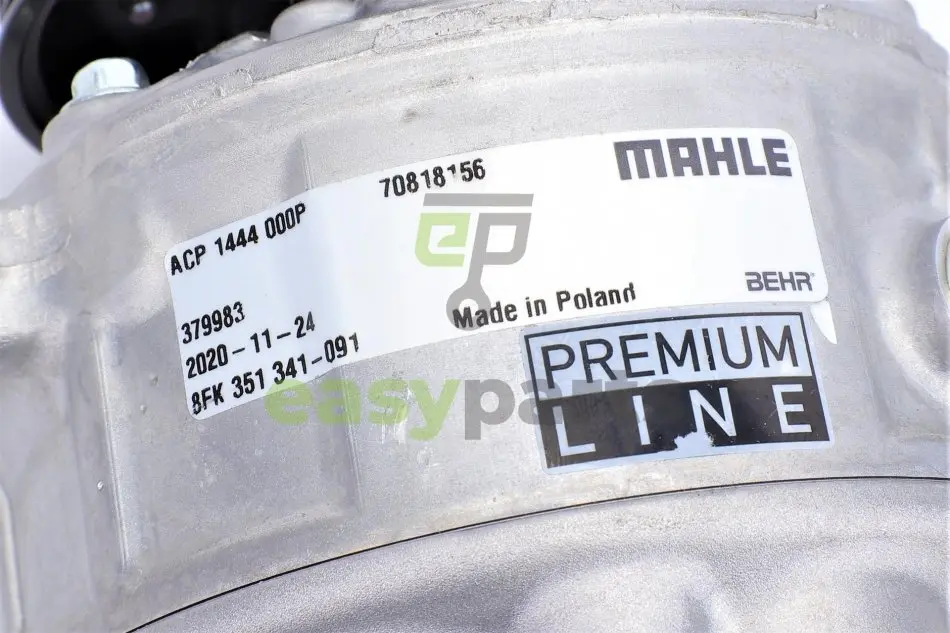 MAHLE
70818156
ACP 1444 000P
BEHR®
379983
Made in Poland
2020-11-24
8FK 351 341-091
PREMIUM
LINE
ep
easyparts